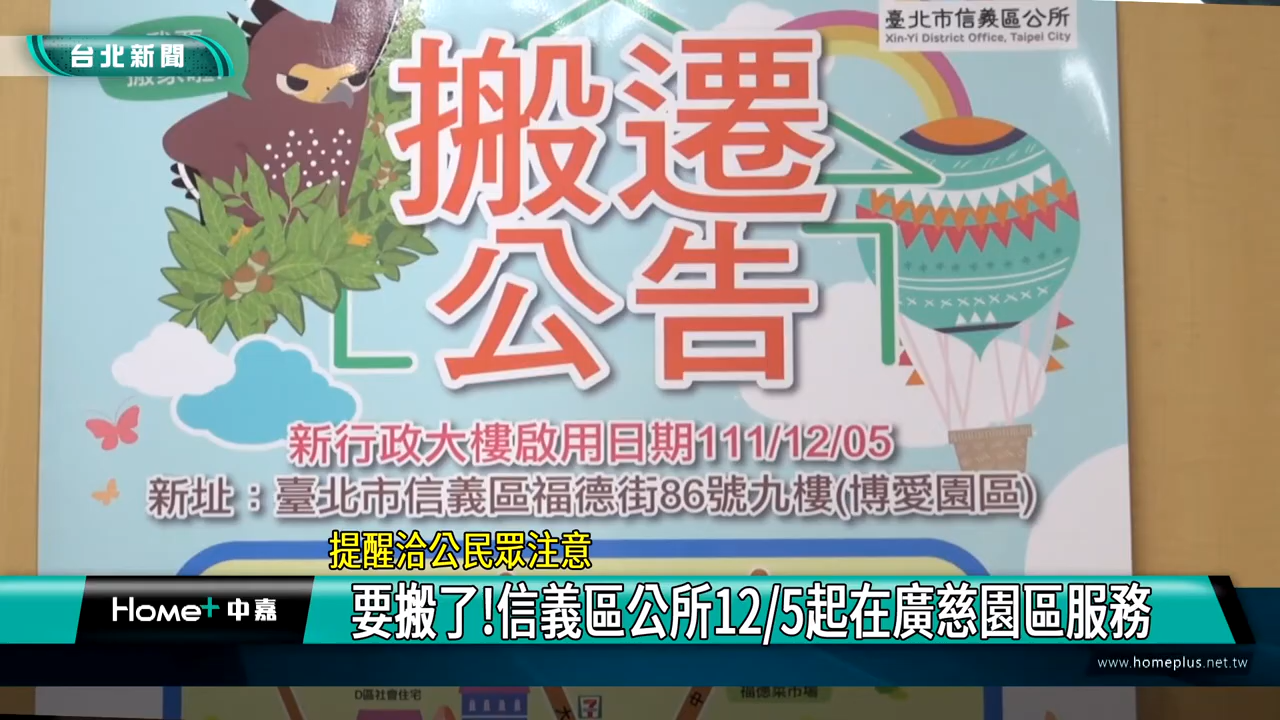 台北新聞
臺北市信義區公所
Xin-Yi District Office, Taipei City
搬遷
公告
新行政大樓啟用日期111/12/05
新址：臺北市信義區福德街86號九樓(博愛園區)
提醒洽公民眾注意
Home+中嘉
要搬了!信義區公所12/5起在廣慈園區服務
www.homeplus.net.tw
D區社會住宅
福德菜市場
7